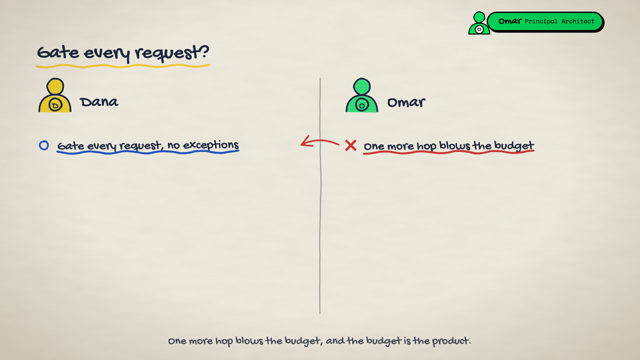 Omar Principal Architect
Gate every request?
D
Dana
O
Omar
Gate every request, no exceptions
One more hop blows the budget
One more hop blows the budget, and the budget is the product.